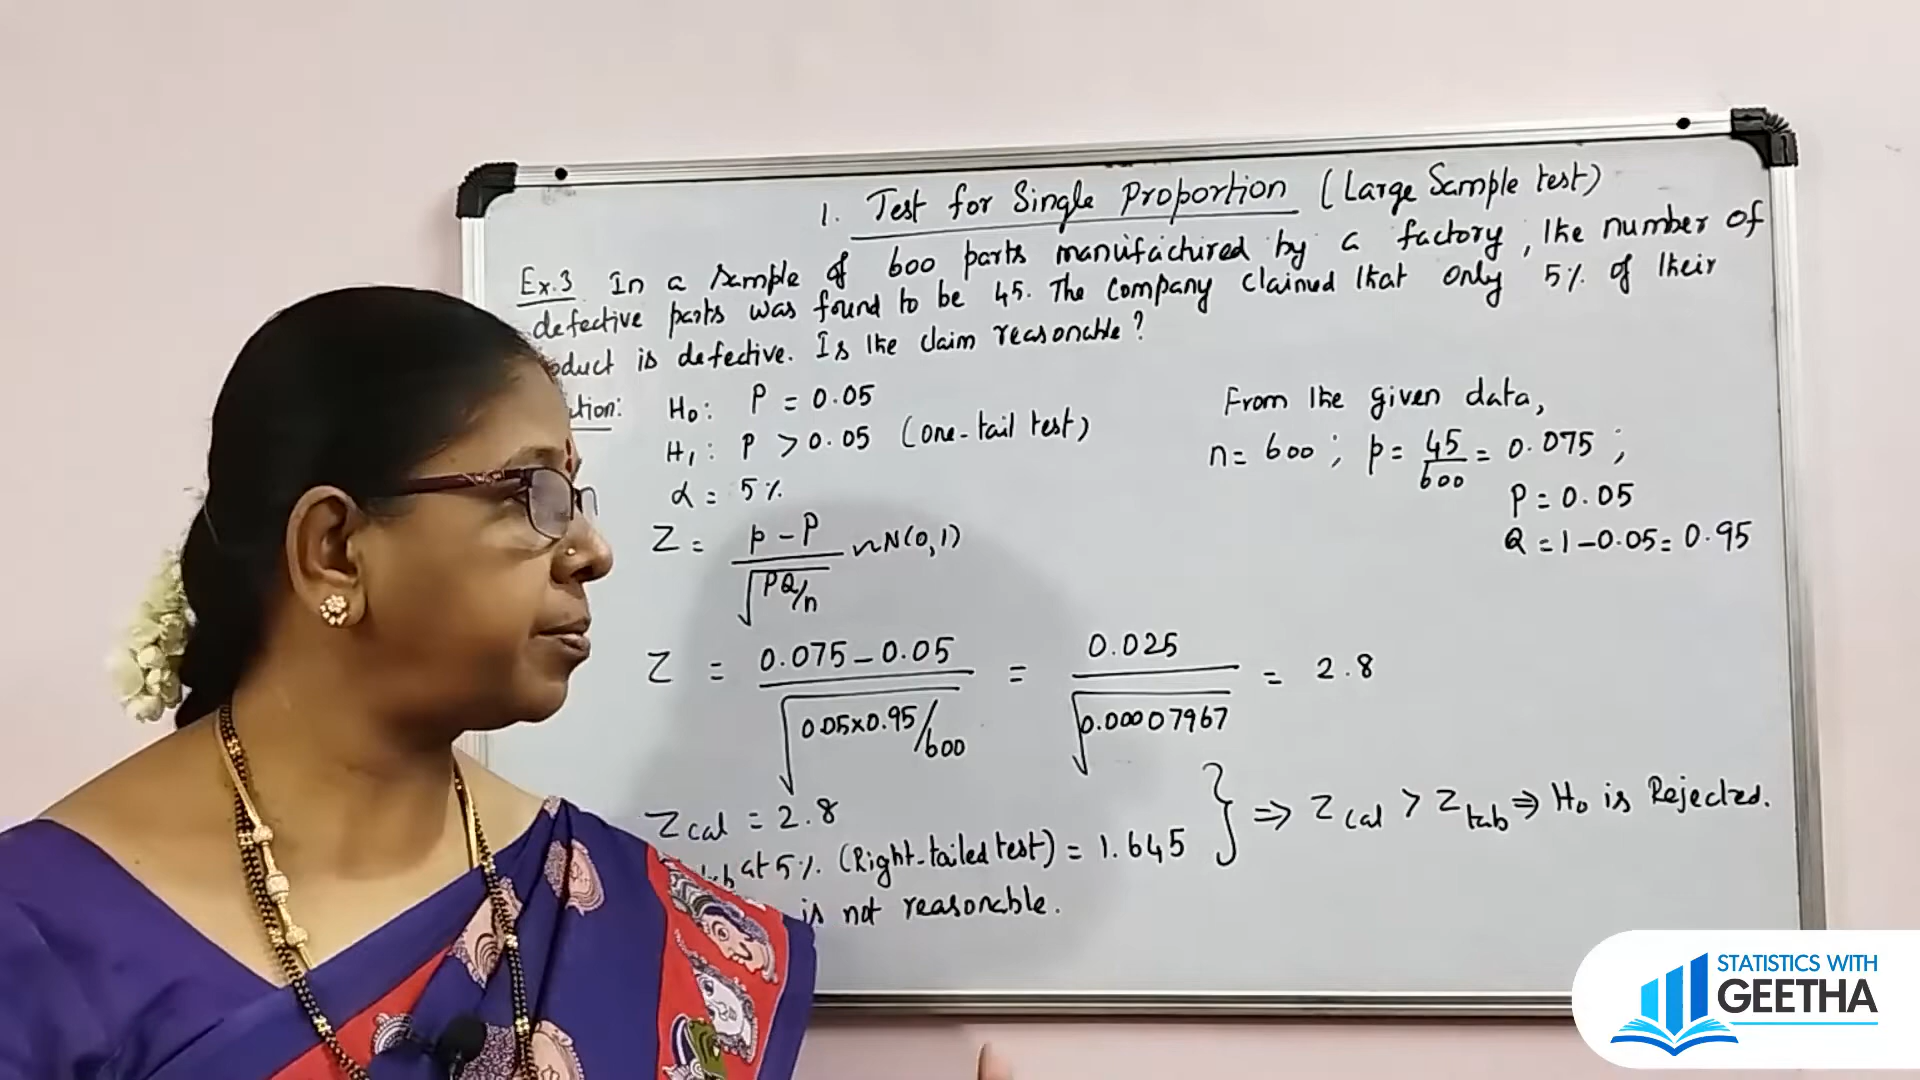 1. Test for Single Proportion (Large Sample test)
Ex.3 In a sample of 600 parts manufactured by a factory, the number of
defective parts was found to be 45. The company claimed that only 5% of their
oduct is defective. Is the claim reasonable?
tion: H₀: P = 0.05
H₁: P > 0.05 (one-tail test)
α = 5%
From the given data,
n = 600 ; p = 45/600 = 0.075 ;
P = 0.05
Q = 1 - 0.05 = 0.95
Z = p - P / √PQ/n ~ N(0,1)
Z = 0.075 - 0.05 / √0.05×0.95/600 = 0.025 / √0.00007967 = 2.8
Zcal = 2.8
at 5% (Right-tailed test) = 1.645 } ⇒ Zcal > Ztab ⇒ H₀ is Rejected.
is not reasonable.
STATISTICS WITH
GEETHA